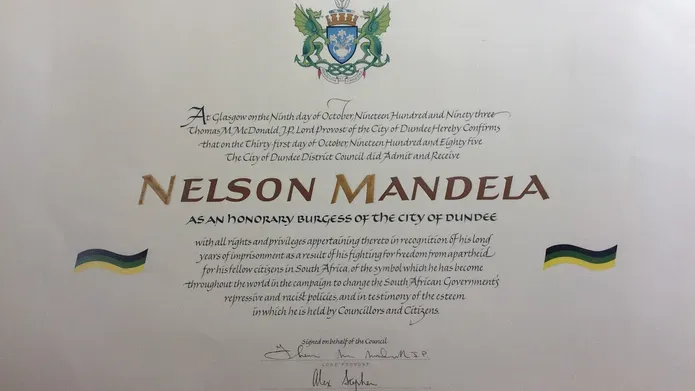 At Glasgow on the Ninth day of October, Nineteen Hundred and Ninety three
Thomas M. McDonald, J.P., Lord Provost of the City of Dundee, Hereby Confirms
that on the Thirty-first day of October, Nineteen Hundred and Eighty five
The City of Dundee District Council did Admit and Receive
NELSON MANDELA
AS AN HONORARY BURGESS OF THE CITY OF DUNDEE
with all rights and privileges appertaining thereto in recognition of his long
years of imprisonment as a result of his fighting for freedom from apartheid
for his fellow citizens in South Africa, of the symbol which he has become
throughout the world in the campaign to change the South African Government's
repressive and racist policies, and in testimony of the esteem
in which he is held by Councillors and Citizens.
Signed on behalf of the Council
LORD PROVOST
Alex Stephen